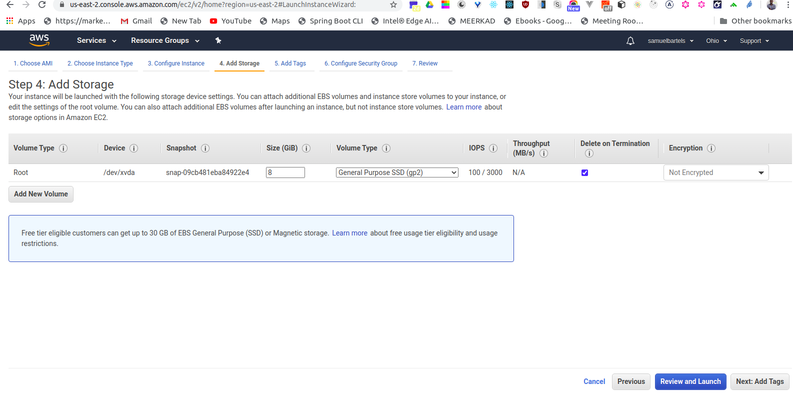 us-east-2.console.aws.amazon.com/ec2/v2/home?region=us-east-2#LaunchInstanceWizard:
Apps https://marke... Gmail New Tab YouTube Maps Spring Boot CLI Intel® Edge AI... MEERKAD Ebooks - Goog... Meeting Roo... Other bookmarks
aws Services Resource Groups samuelbartels Ohio Support
1. Choose AMI 2. Choose Instance Type 3. Configure Instance 4. Add Storage 5. Add Tags 6. Configure Security Group 7. Review
Step 4: Add Storage
Your instance will be launched with the following storage device settings. You can attach additional EBS volumes and instance store volumes to your instance, or
edit the settings of the root volume. You can also attach additional EBS volumes after launching an instance, but not instance store volumes. Learn more about
storage options in Amazon EC2.
Volume Type Device Snapshot Size (GiB) Volume Type IOPS Throughput (MB/s) Delete on Termination Encryption
Root /dev/xvda snap-09cb481eba84922e4 8 General Purpose SSD (gp2) 100 / 3000 N/A Not Encrypted
Add New Volume
Free tier eligible customers can get up to 30 GB of EBS General Purpose (SSD) or Magnetic storage. Learn more about free usage tier eligibility and usage
restrictions.
Cancel Previous Review and Launch Next: Add Tags